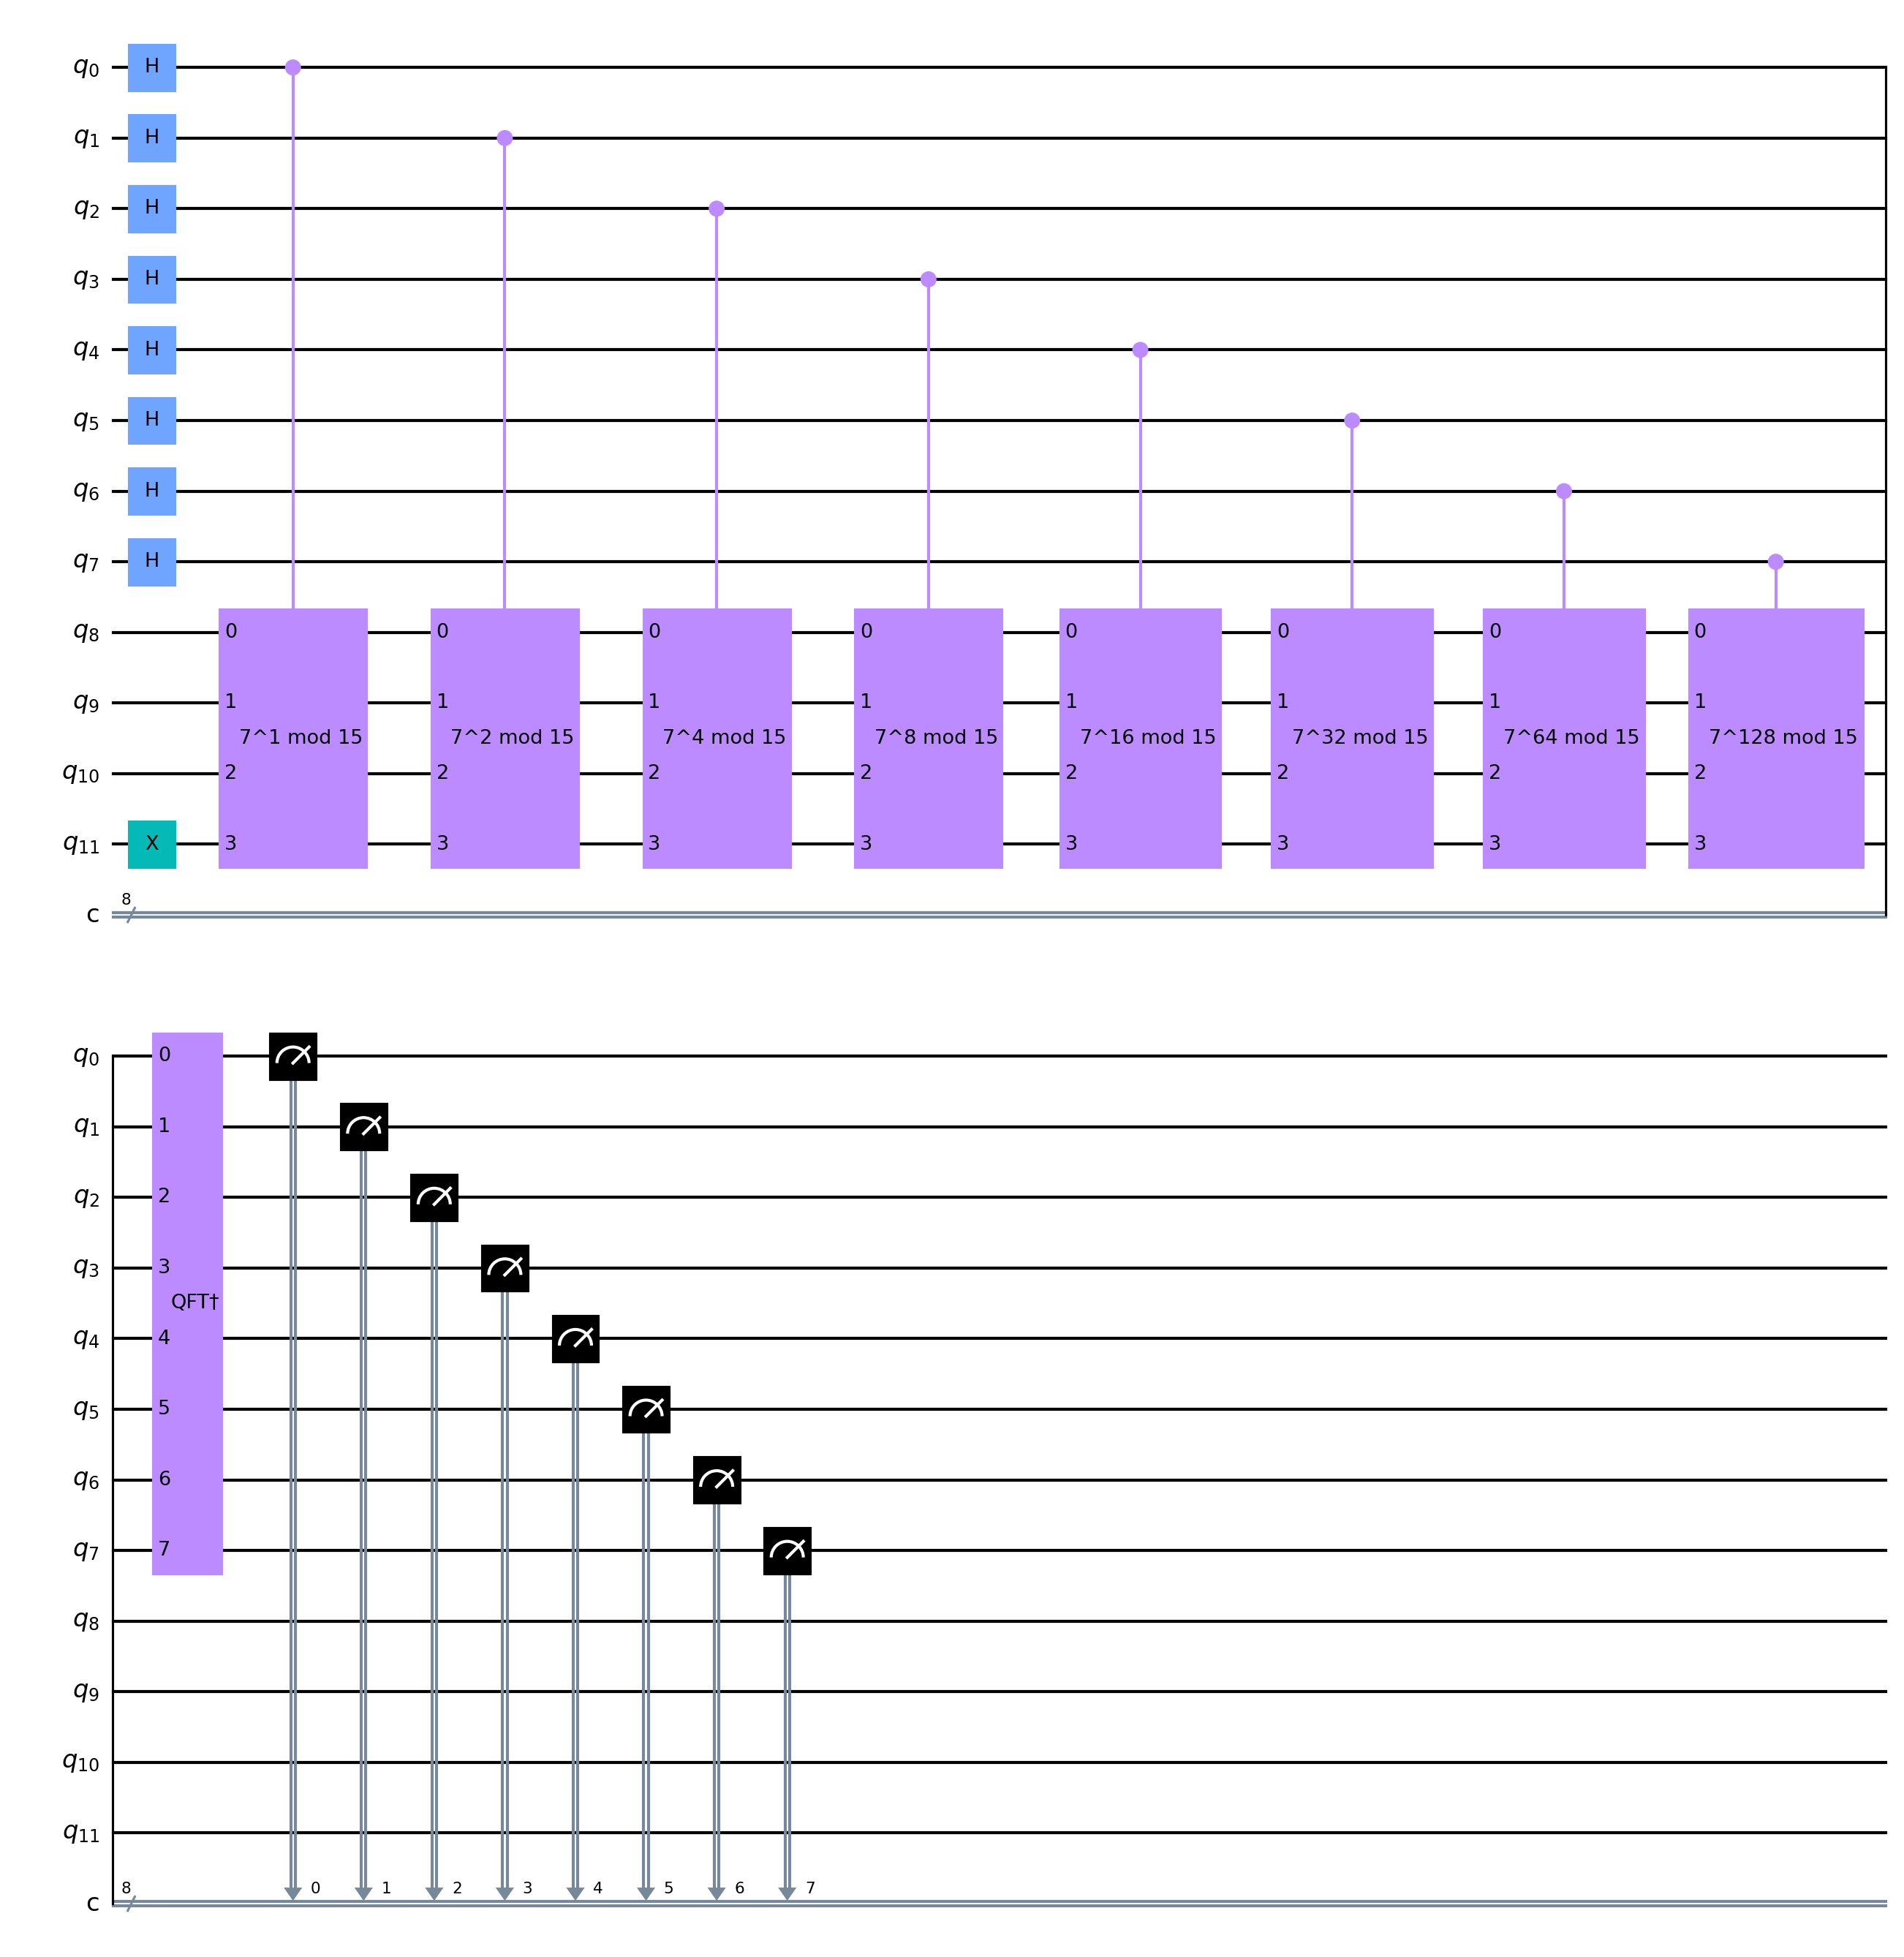 q0 H
q1 H
q2 H
q3 H
q4 H
q5 H
q6 H
q7 H
q8 0 0 0 0 0 0 0 0
q9 1 1 1 1 1 1 1 1
7^1 mod 15 7^2 mod 15 7^4 mod 15 7^8 mod 15 7^16 mod 15 7^32 mod 15 7^64 mod 15 7^128 mod 15
q10 2 2 2 2 2 2 2 2
q11 X 3 3 3 3 3 3 3 3
8
c
q0 0
q1 1
q2 2
q3 3
QFT†
q4 4
q5 5
q6 6
q7 7
q8
q9
q10
q11
8 0 1 2 3 4 5 6 7
c